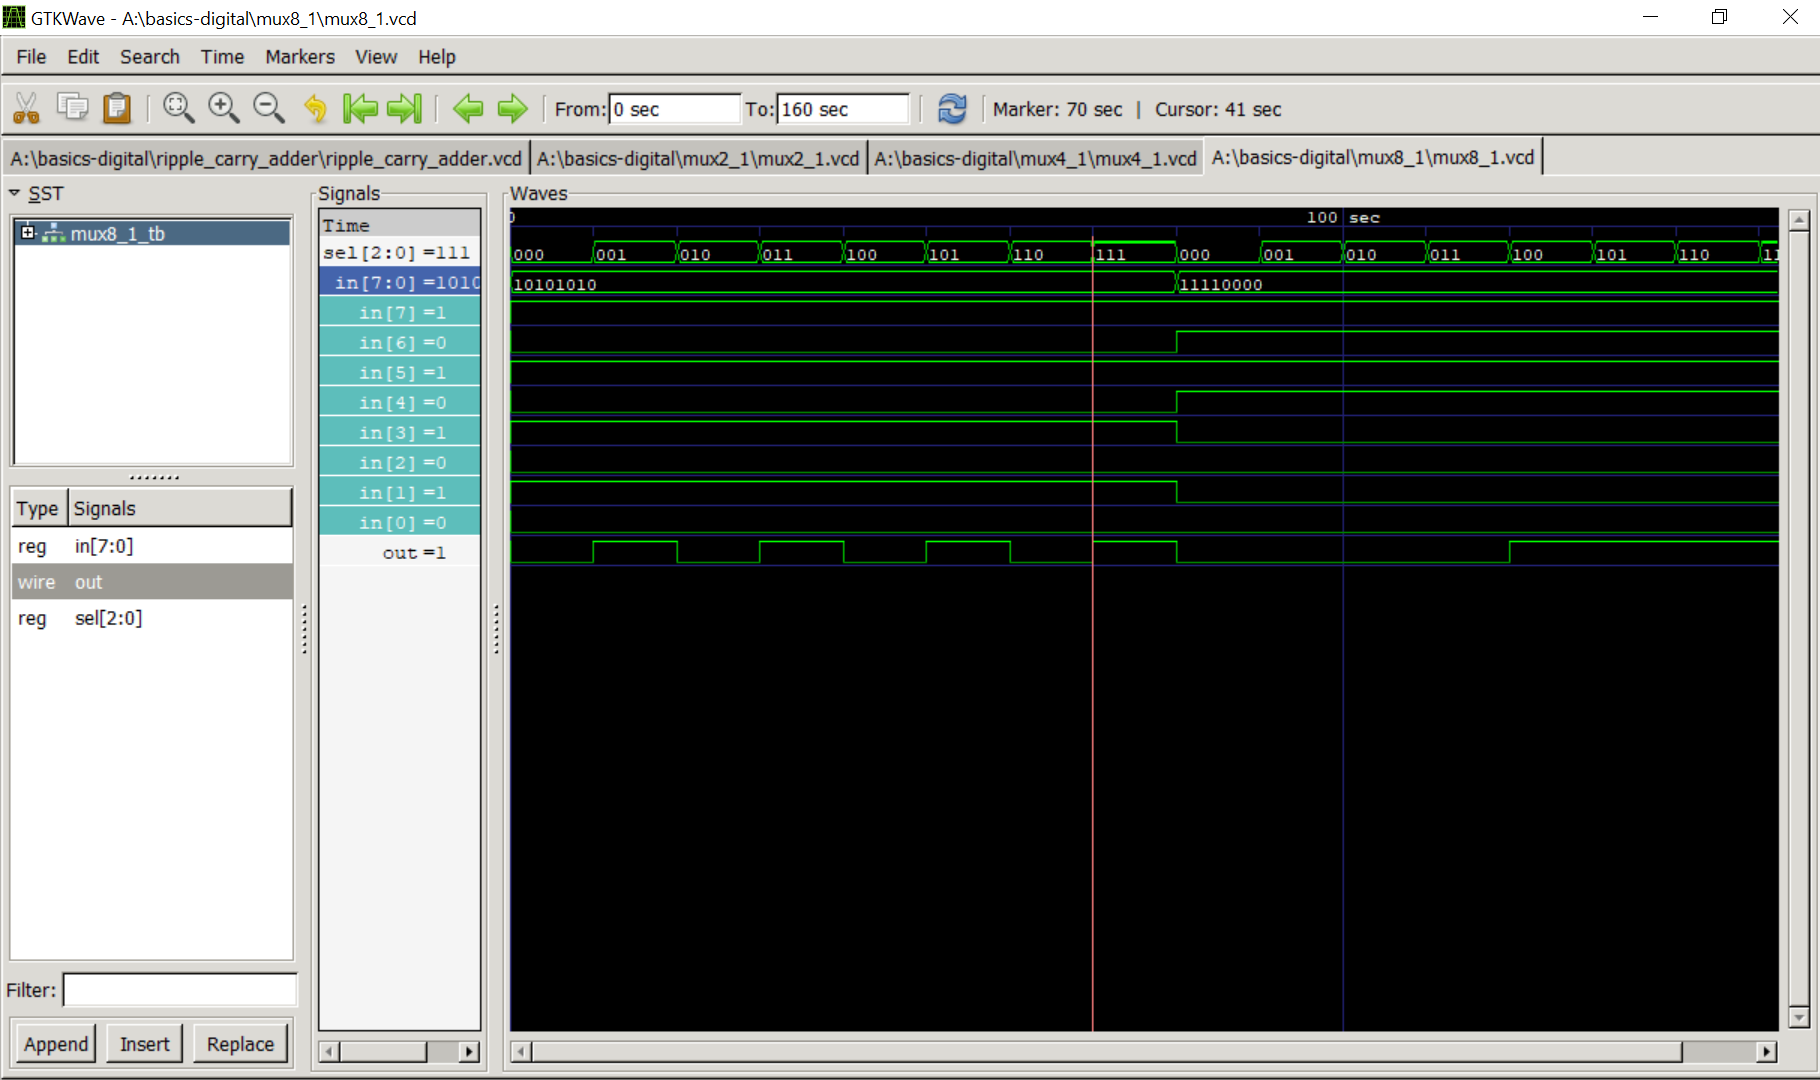 GTKWave - A:\basics-digital\mux8_1\mux8_1.vcd
File Edit Search Time Markers View Help
From: 0 sec To: 160 sec Marker: 70 sec | Cursor: 41 sec
A:\basics-digital\ripple_carry_adder\ripple_carry_adder.vcd A:\basics-digital\mux2_1\mux2_1.vcd A:\basics-digital\mux4_1\mux4_1.vcd A:\basics-digital\mux8_1\mux8_1.vcd
SST
mux8_1_tb
Type Signals
reg in[7:0]
wire out
reg sel[2:0]
Filter:
Append Insert Replace
Signals
Time
sel[2:0] =111
in[7:0] =1010
in[7] =1
in[6] =0
in[5] =1
in[4] =0
in[3] =1
in[2] =0
in[1] =1
in[0] =0
out =1
Waves
0 100 sec
000 001 010 011 100 101 110 111 000 001 010 011 100 101 110 11
10101010 11110000